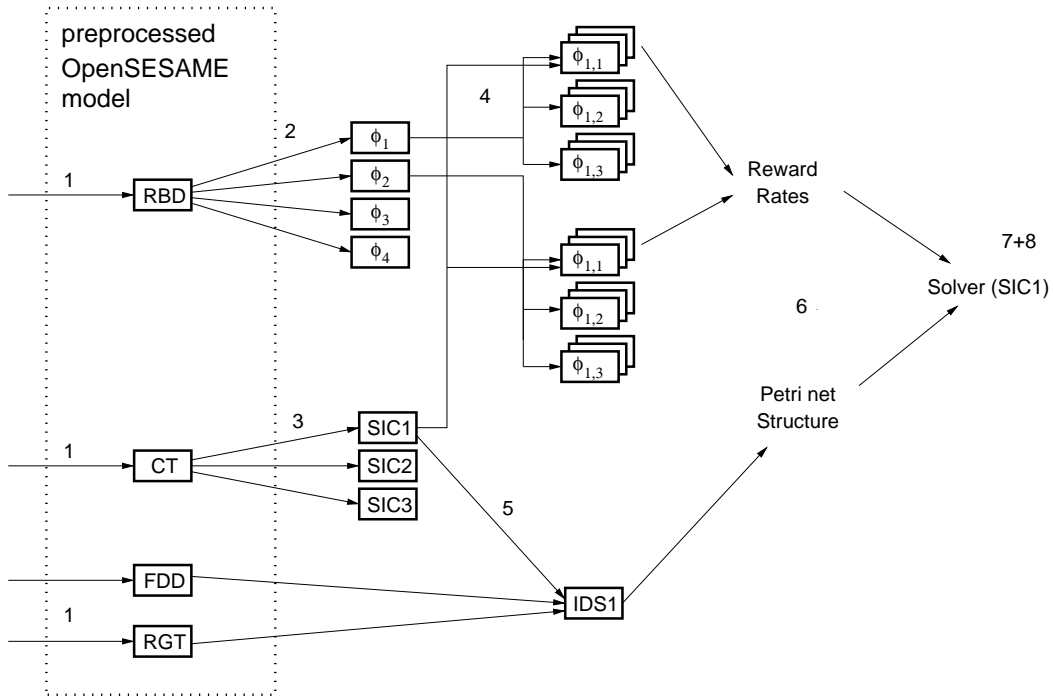 preprocessed
OpenSESAME
model
1
RBD
2
ϕ1
ϕ2
ϕ3
ϕ4
4
ϕ1,1
ϕ1,2
ϕ1,3
ϕ1,1
ϕ1,2
ϕ1,3
Reward
Rates
7+8
Solver (SIC1)
6
Petri net
Structure
1
CT
3
SIC1
SIC2
SIC3
5
FDD
1
RGT
IDS1